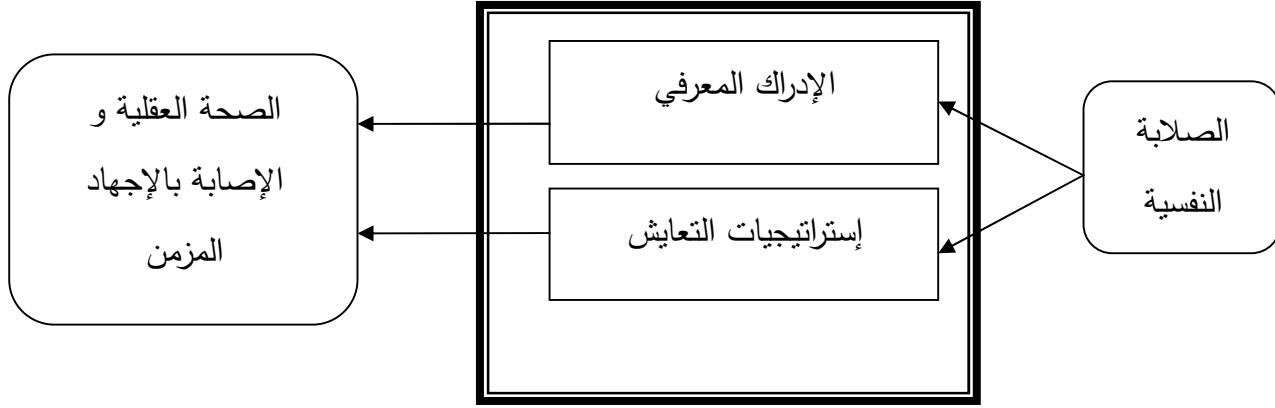 الصلابة
النفسية
الإدراك المعرفي
إستراتيجيات التعايش
الصحة العقلية و
الإصابة بالإجهاد
المزمن